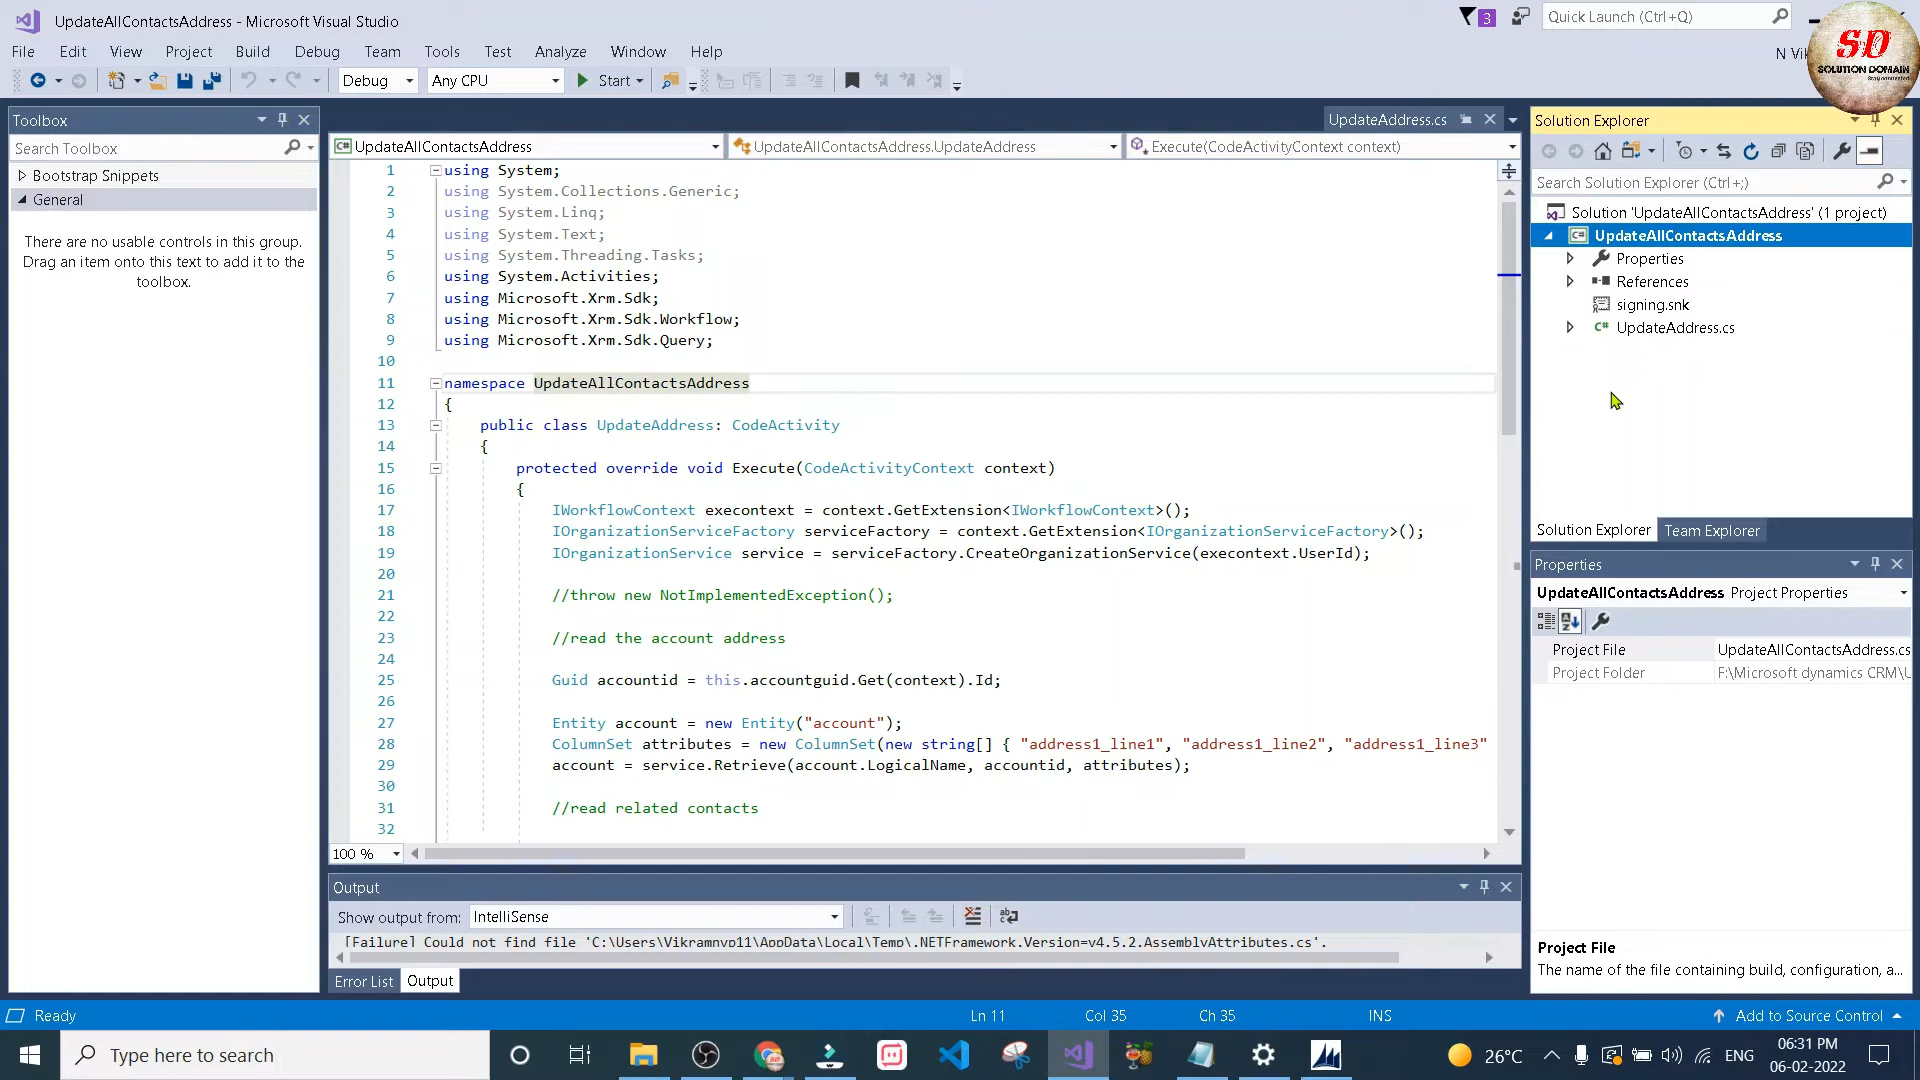 UpdateAllContactsAddress - Microsoft Visual Studio
3
Quick Launch (Ctrl+Q)
File Edit View Project Build Debug Team Tools Test Analyze Window Help
SD
SOLUTION DOMAIN
Debug
Any CPU
Start
Toolbox
Search Toolbox
Bootstrap Snippets
General
There are no usable controls in this group.
Drag an item onto this text to add it to the
toolbox.
UpdateAddress.cs
UpdateAllContactsAddress
UpdateAllContactsAddress.UpdateAddress
Execute(CodeActivityContext context)
1 using System;
2 using System.Collections.Generic;
3 using System.Linq;
4 using System.Text;
5 using System.Threading.Tasks;
6 using System.Activities;
7 using Microsoft.Xrm.Sdk;
8 using Microsoft.Xrm.Sdk.Workflow;
9 using Microsoft.Xrm.Sdk.Query;
10
11 namespace UpdateAllContactsAddress
12 {
13 public class UpdateAddress: CodeActivity
14 {
15 protected override void Execute(CodeActivityContext context)
16 {
17 IWorkflowContext execontext = context.GetExtension<IWorkflowContext>();
18 IOrganizationServiceFactory serviceFactory = context.GetExtension<IOrganizationServiceFactory>();
19 IOrganizationService service = serviceFactory.CreateOrganizationService(execontext.UserId);
20
21 //throw new NotImplementedException();
22
23 //read the account address
24
25 Guid accountid = this.accountguid.Get(context).Id;
26
27 Entity account = new Entity("account");
28 ColumnSet attributes = new ColumnSet(new string[] { "address1_line1", "address1_line2", "address1_line3"
29 account = service.Retrieve(account.LogicalName, accountid, attributes);
30
31 //read related contacts
32
100 %
Output
Show output from: IntelliSense
[Failure] Could not find file 'C:\Users\Vikramnvp11\AppData\Local\Temp\.NETFramework,Version=v4.5.2.AssemblyAttributes.cs'.
Error List
Output
Solution Explorer
Search Solution Explorer (Ctrl+;)
Solution 'UpdateAllContactsAddress' (1 project)
C# UpdateAllContactsAddress
Properties
References
signing.snk
C# UpdateAddress.cs
Solution Explorer
Team Explorer
Properties
UpdateAllContactsAddress Project Properties
Project File UpdateAllContactsAddress.cs
Project Folder F:\Microsoft dynamics CRM\U
Project File
The name of the file containing build, configuration, a...
Ready
Ln 11
Col 35
Ch 35
INS
Add to Source Control
Type here to search
26°C
ENG
06:31 PM
06-02-2022